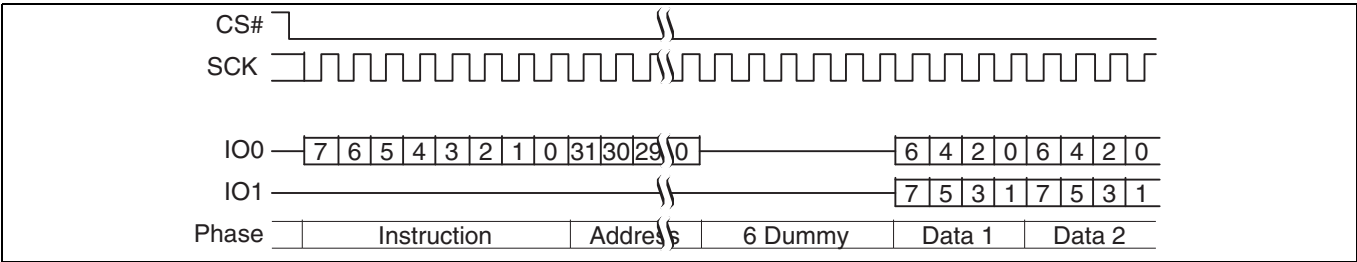 CS#
SCK
IO0 7 6 5 4 3 2 1 0 31 30 29 0 6 4 2 0 6 4 2 0
IO1 7 5 3 1 7 5 3 1
Phase Instruction Address 6 Dummy Data 1 Data 2